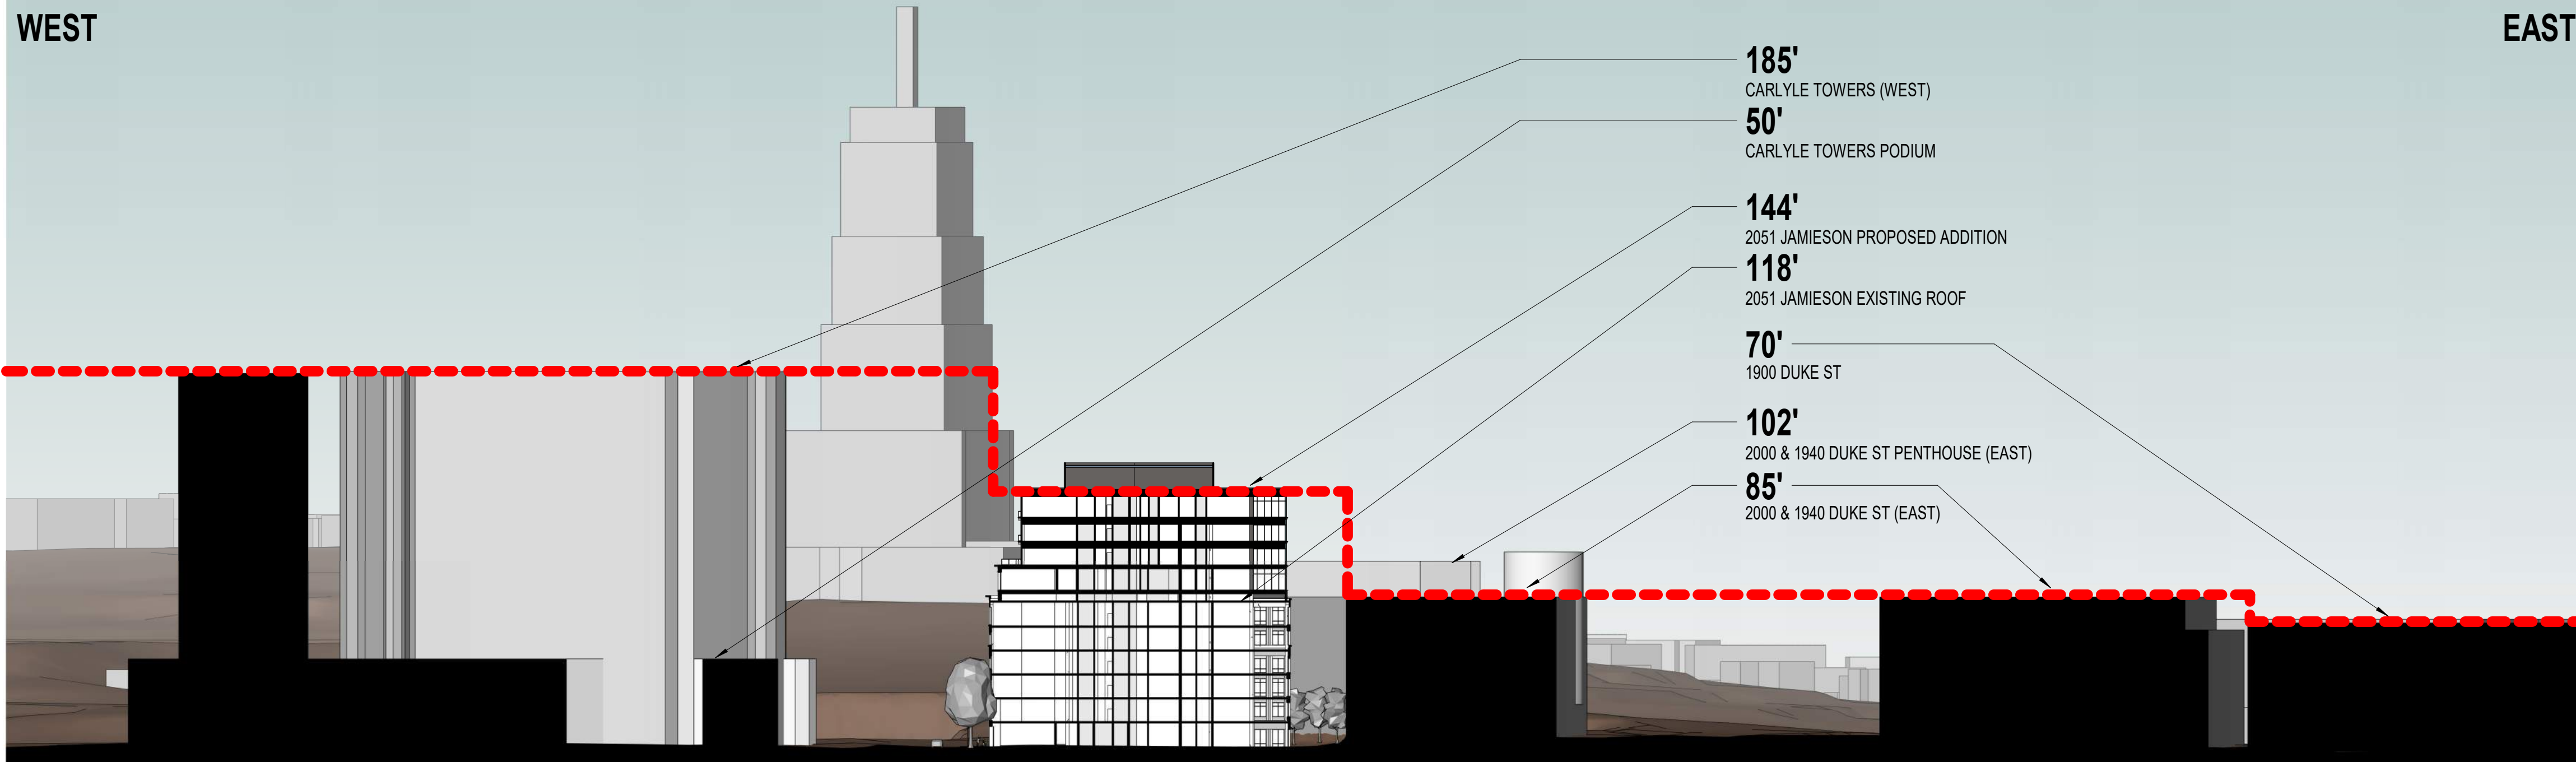 WEST
EAST
185'
CARLYLE TOWERS (WEST)
50'
CARLYLE TOWERS PODIUM
144'
2051 JAMIESON PROPOSED ADDITION
118'
2051 JAMIESON EXISTING ROOF
70'
1900 DUKE ST
102'
2000 & 1940 DUKE ST PENTHOUSE (EAST)
85'
2000 & 1940 DUKE ST (EAST)